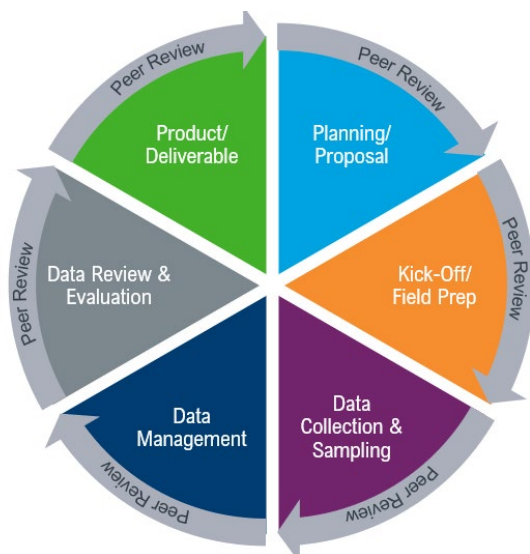 Peer Review
Planning/
Proposal
Peer Review
Kick-Off/
Field Prep
Peer Review
Data
Collection &
Sampling
Peer Review
Data
Management
Peer Review
Data Review &
Evaluation
Peer Review
Product/
Deliverable